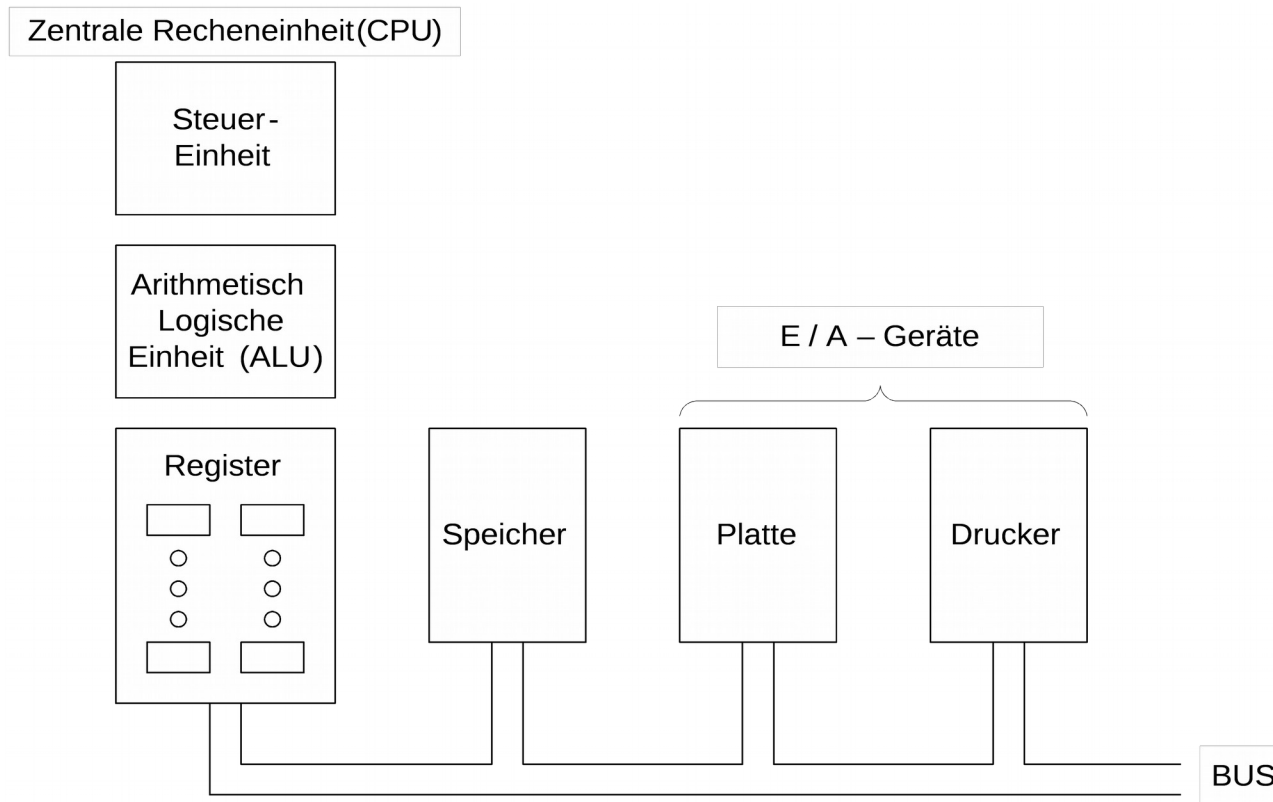 Zentrale Recheneinheit(CPU)
Steuer-
Einheit
Arithmetisch
Logische
Einheit (ALU)
E / A – Geräte
Register
Speicher
Platte
Drucker
BUS